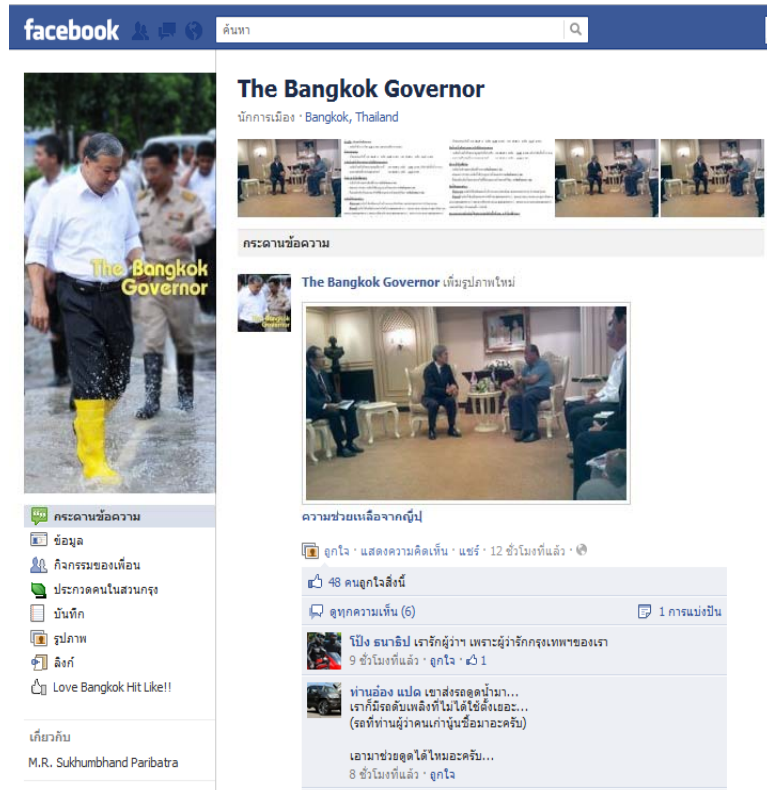 facebook
ค้นหา
The Bangkok Governor
กระดานข้อความ
ข้อมูล
กิจกรรมของเพื่อน
ประกวดคนในสวนกรุง
บันทึก
รูปภาพ
ลิงก์
Love Bangkok Hit Like!!
เกี่ยวกับ
M.R. Sukhumbhand Paribatra
The Bangkok Governor
นักการเมือง · Bangkok, Thailand
กระดานข้อความ
The Bangkok Governor เพิ่มรูปภาพใหม่
ความช่วยเหลือจากญี่ปุ่
ถูกใจ · แสดงความคิดเห็น · แชร์ · 12 ชั่วโมงที่แล้ว ·
48 คนถูกใจสิ่งนี้
ดูทุกความเห็น (6) 1 การแบ่งปัน
โป้ง ธนาธิป เรารักผู้ว่าฯ เพราะผู้ว่ารักกรุงเทพฯของเรา
9 ชั่วโมงที่แล้ว · ถูกใจ · 1
ท่านอ๋อง แปด เขาส่งรถดูดน้ำมา...
เราก็มีรถดับเพลิงที่ไม่ได้ใช้ตั้งเยอะ...
(รถที่ท่านผู้ว่าคนเก่านู้นซื้อมาอะครับ)
เอามาช่วยดูดได้ไหมอะครับ...
8 ชั่วโมงที่แล้ว · ถูกใจ